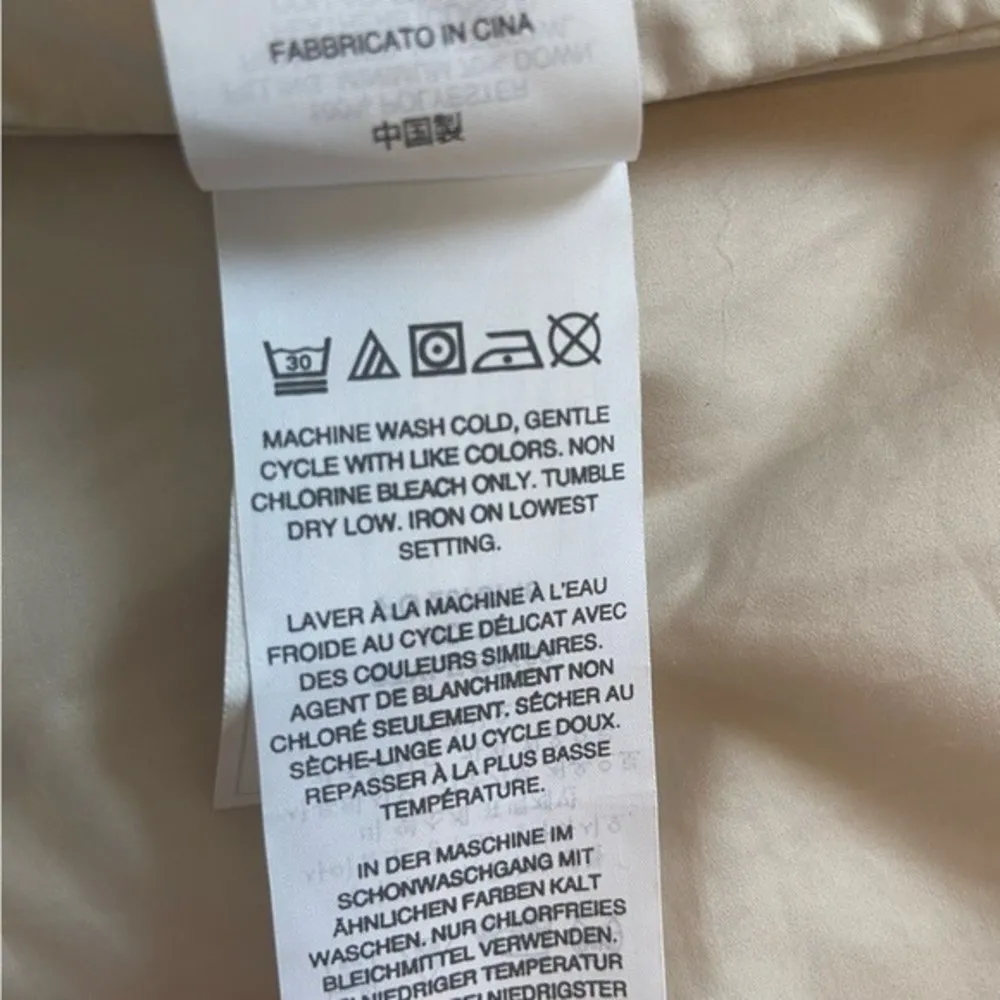 FABBRICATO IN CINA
中国製
30
MACHINE WASH COLD, GENTLE
CYCLE WITH LIKE COLORS. NON
CHLORINE BLEACH ONLY. TUMBLE
DRY LOW. IRON ON LOWEST
SETTING.
LAVER À LA MACHINE À L'EAU
FROIDE AU CYCLE DÉLICAT AVEC
DES COULEURS SIMILAIRES.
AGENT DE BLANCHIMENT NON
CHLORÉ SEULEMENT. SÉCHER AU
SÈCHE-LINGE AU CYCLE DOUX.
REPASSER À LA PLUS BASSE
TEMPÉRATURE.
IN DER MASCHINE IM
SCHONWASCHGANG MIT
ÄHNLICHEN FARBEN KALT
WASCHEN. NUR CHLORFREIES
BLEICHMITTEL VERWENDEN.
NIEDRIGER TEMPERATUR